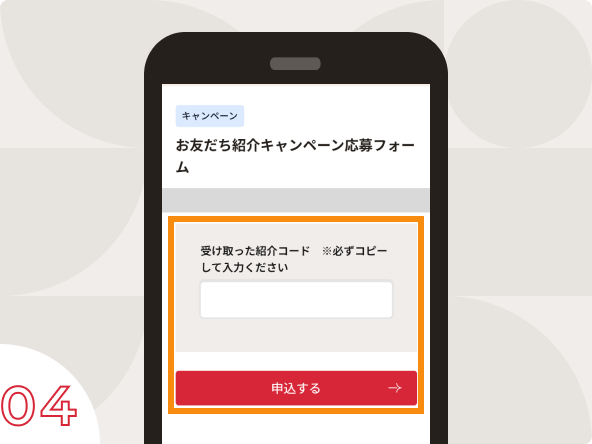 キャンペーン
お友だち紹介キャンペーン応募フォー
ム
受け取った紹介コード　※必ずコピー
して入力ください
申込する
04